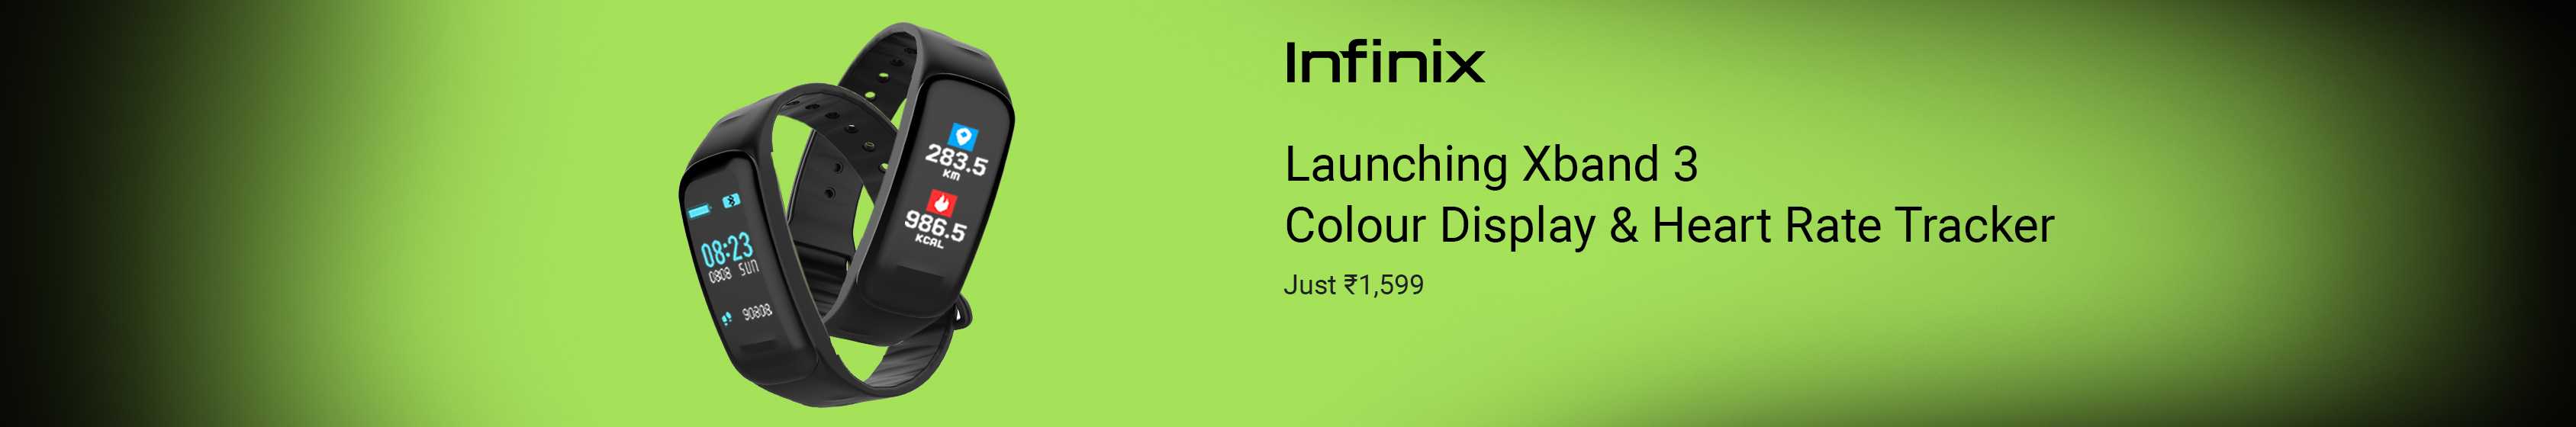 Infinix
Launching Xband 3
Colour Display & Heart Rate Tracker
Just ₹1,599
283.5
KM
986.5
KCAL
08:23
0808 SUN
90808